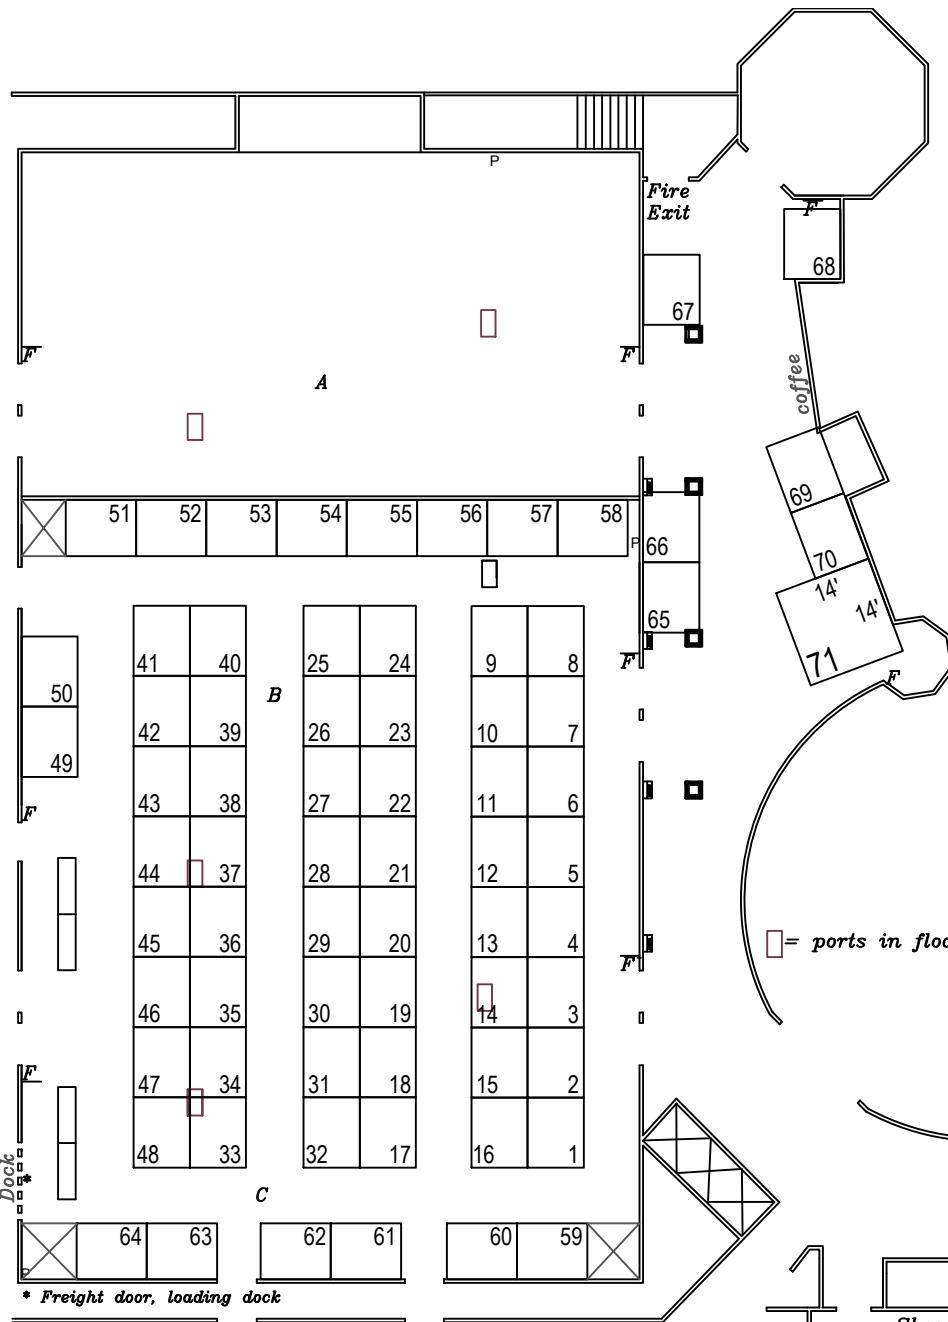 P
Fire
Exit
F
68
67
F
F
coffee
A
69
51 52 53 54 55 56 57 58
P
66
70
14'
14'
65
71
41 40 25 24 9 8
F
F
50
B
42 39 26 23 10 7
49
43 38 27 22 11 6
F
44 37 28 21 12 5
45 36 29 20 13 4
= ports in floo
F
46 35 30 19 14 3
F
47 34 31 18 15 2
48 33 32 17 16 1
Dock
*
C
64 63 62 61 60 59
P
* Freight door, loading dock